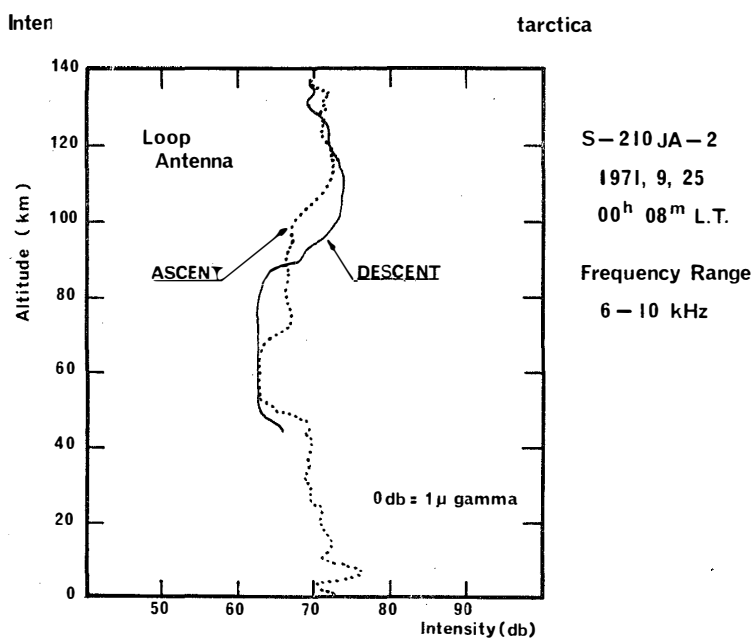 Inten
tarctica
140
120
100
80
60
40
20
0
Altitude (km)
Loop
Antenna
ASCENT
DESCENT
0db = 1μ gamma
50 60 70 80 90
Intensity (db)
S-210 JA-2
1971, 9, 25
00h 08m L.T.
Frequency Range
6-10 kHz